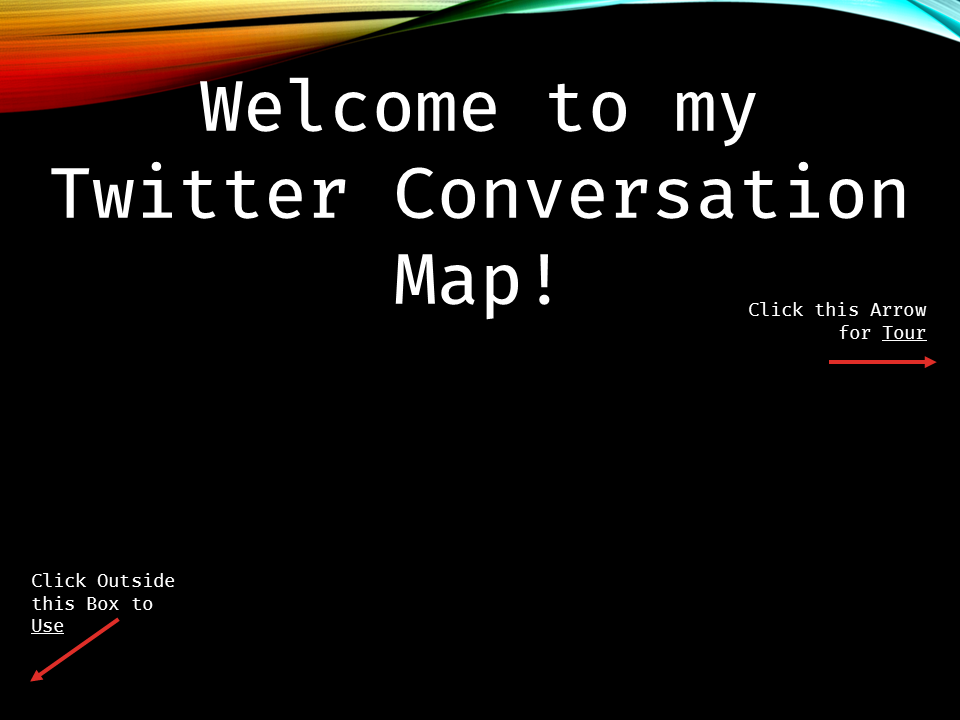 Welcome to my
Twitter Conversation
Map!
Click this Arrow
for Tour
Click Outside
this Box to
Use